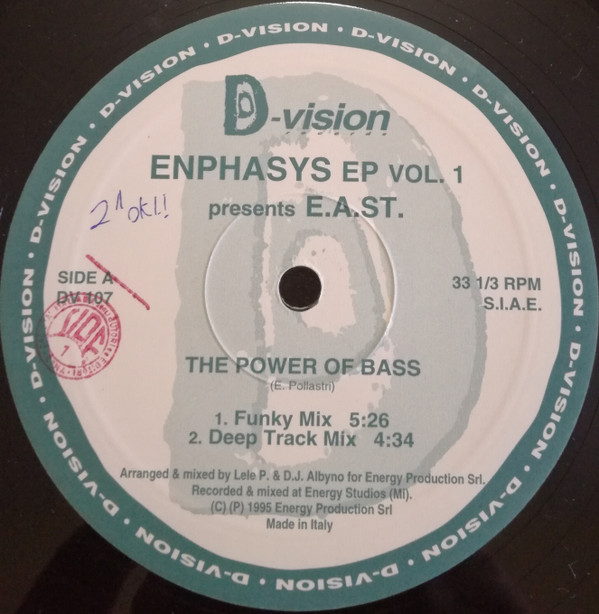 D-VISION • D-VISION • D-VISION • D-VISION • D-VISION • D-VISION • D-VISION • D-VISION • D-VISION • D-VISION • D-VISION • D-VISION
D-vision
ENPHASYS EP VOL. 1
presents E.A.ST.
2^ OK!!
SIDE A
DV 107
33 1/3 RPM
S.I.A.E.
THE POWER OF BASS
(E. Pollastri)
1. Funky Mix 5:26
2. Deep Track Mix 4:34
Arranged & mixed by Lele P. & D.J. Albyno for Energy Production Srl.
Recorded & mixed at Energy Studios (Mi).
(C) (P) 1995 Energy Production Srl
Made in Italy